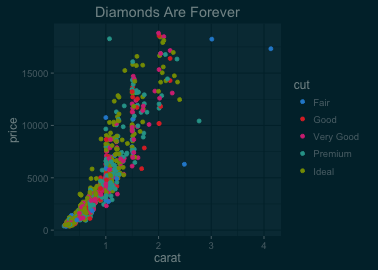 Diamonds Are Forever
15000
10000
5000
0
price
1 2 3 4
carat
cut
Fair
Good
Very Good
Premium
Ideal